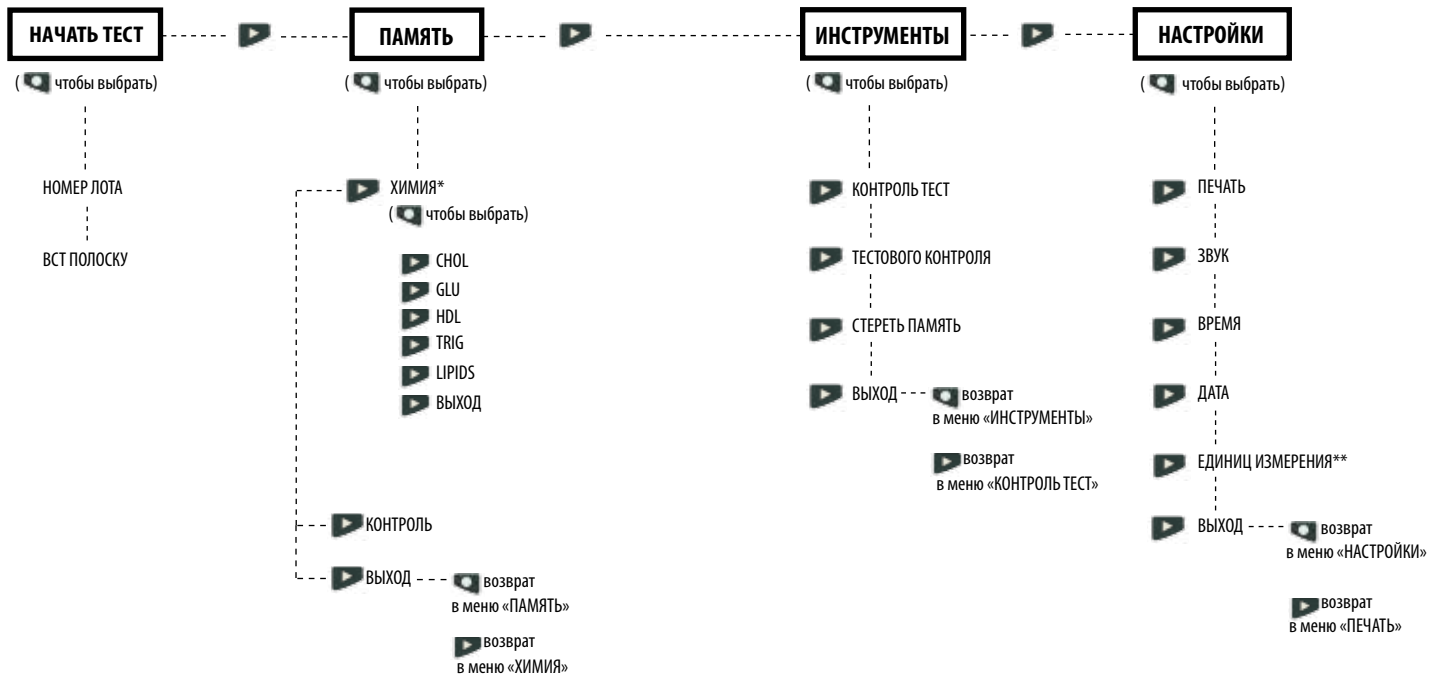 НАЧАТЬ ТЕСТ
ПАМЯТЬ
ИНСТРУМЕНТЫ
НАСТРОЙКИ
( чтобы выбрать)
( чтобы выбрать)
( чтобы выбрать)
( чтобы выбрать)
НОМЕР ЛОТА
ВСТ ПОЛОСКУ
ХИМИЯ*
( чтобы выбрать)
CHOL
GLU
HDL
TRIG
LIPIDS
ВЫХОД
КОНТРОЛЬ
ВЫХОД
возврат
в меню «ПАМЯТЬ»
возврат
в меню «ХИМИЯ»
КОНТРОЛЬ ТЕСТ
ТЕСТОВОГО КОНТРОЛЯ
СТЕРЕТЬ ПАМЯТЬ
ВЫХОД
возврат
в меню «ИНСТРУМЕНТЫ»
возврат
в меню «КОНТРОЛЬ ТЕСТ»
ПЕЧАТЬ
ЗВУК
ВРЕМЯ
ДАТА
ЕДИНИЦ ИЗМЕРЕНИЯ**
ВЫХОД
возврат
в меню «НАСТРОЙКИ»
возврат
в меню «ПЕЧАТЬ»